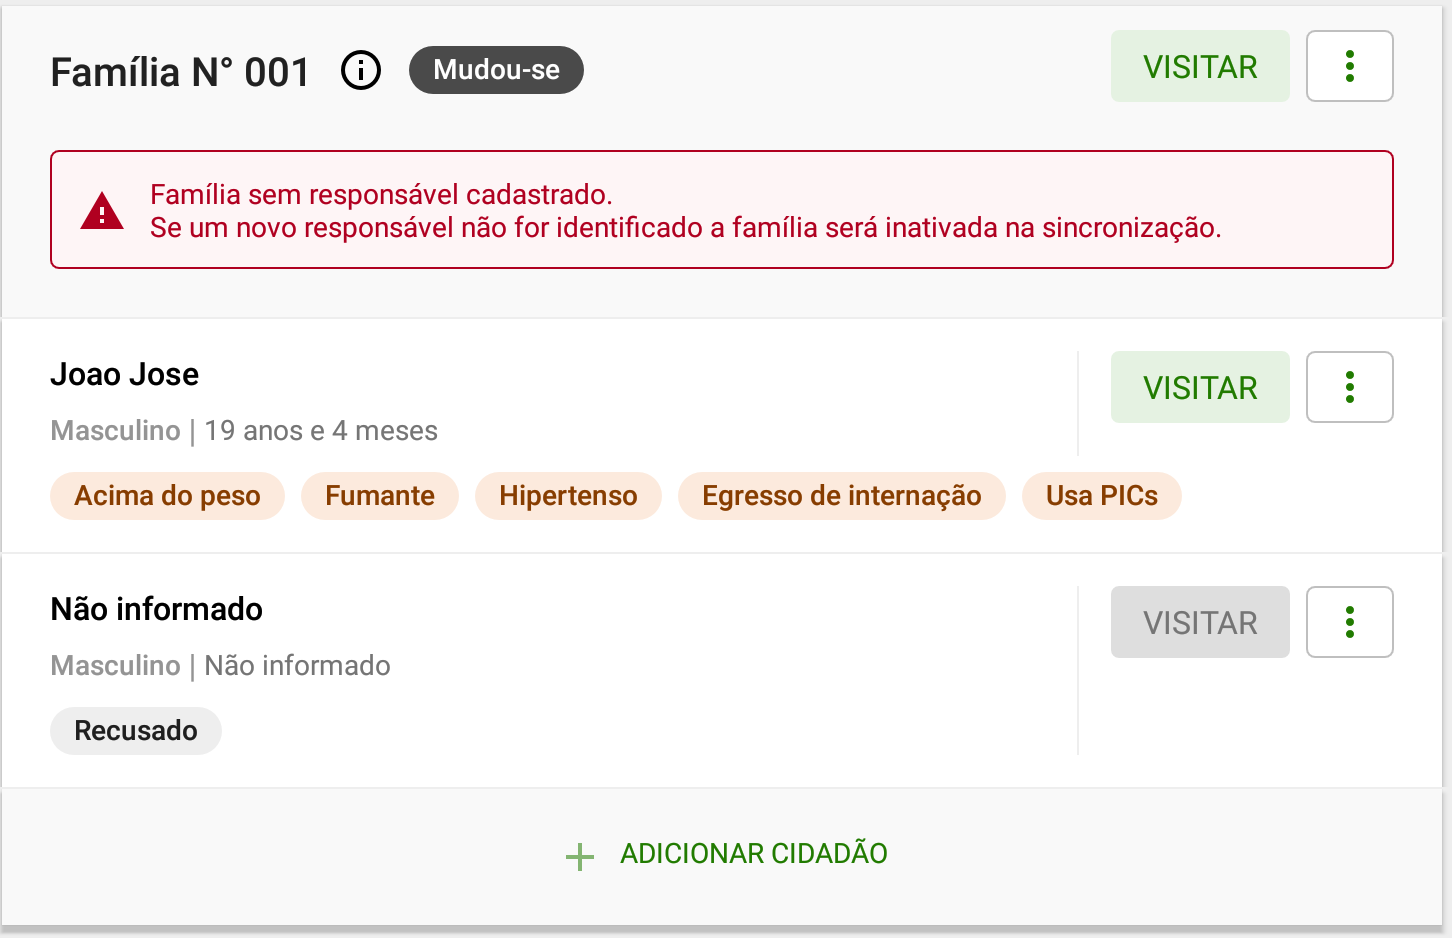 Família N° 001
Mudou-se
VISITAR
Família sem responsável cadastrado.
Se um novo responsável não for identificado a família será inativada na sincronização.
Joao Jose
VISITAR
Masculino | 19 anos e 4 meses
Acima do peso
Fumante
Hipertenso
Egresso de internação
Usa PICs
Não informado
VISITAR
Masculino | Não informado
Recusado
ADICIONAR CIDADÃO